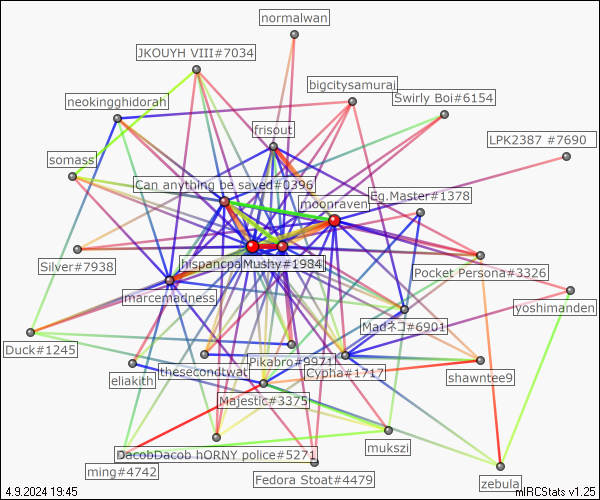 normalwan
JKOUYH VIII#7034
bigcitysamurai
Swirly Boi#6154
neokingghidorah
frisout
LPK2387 #7690
somass
Can anything be saved#0396
Eg.Master#1378
moonraven
Silver#7938
hispanopa
Mushy#1984
Pocket Persona#3326
marcemadness
yoshimanden
Madネコ#6901
Duck#1245
Pikabro#9971
thesecondtwat
Cypha#1717
eliakith
shawntee9
Majestic#3375
mukszi
DacobDacob hORNY police#5271
ming#4742
Fedora Stoat#4479
zebula
4.9.2024 19:45
mIRCStats v1.25